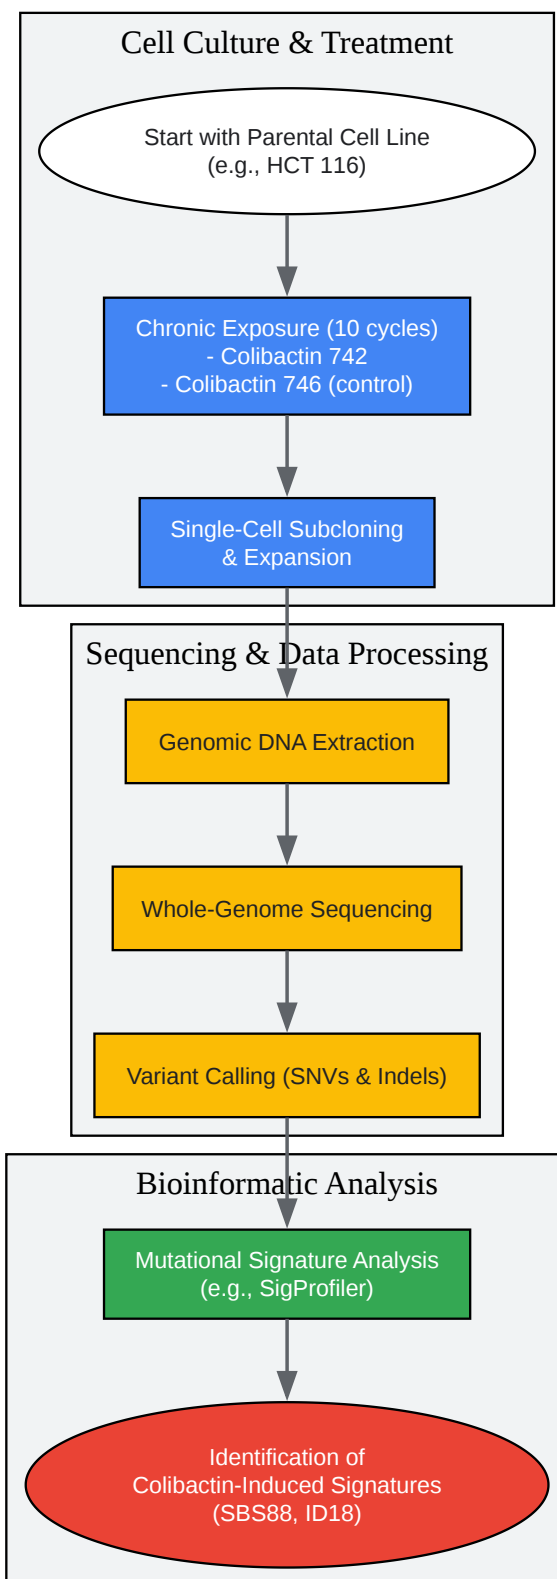 Cell Culture & Treatment
Start with Parental Cell Line
(e.g., HCT 116)
Chronic Exposure (10 cycles)
- Colibactin 742
- Colibactin 746 (control)
Single-Cell Subcloning
& Expansion
Sequencing & Data Processing
Genomic DNA Extraction
Whole-Genome Sequencing
Variant Calling (SNVs & Indels)
Bioinformatic Analysis
Mutational Signature Analysis
(e.g., SigProfiler)
Identification of
Colibactin-Induced Signatures
(SBS88, ID18)